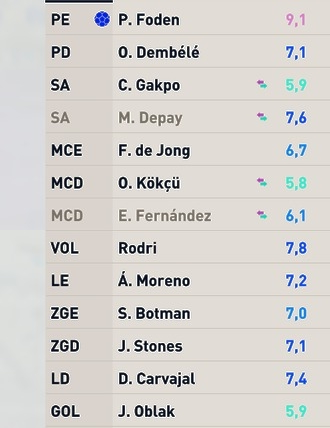 PE P. Foden 9,1
PD O. Dembélé 7,1
SA C. Gakpo 5,9
SA M. Depay 7,6
MCE F. de Jong 6,7
MCD O. Kökçü 5,8
MCD E. Fernández 6,1
VOL Rodri 7,8
LE Á. Moreno 7,2
ZGE S. Botman 7,0
ZGD J. Stones 7,1
LD D. Carvajal 7,4
GOL J. Oblak 5,9